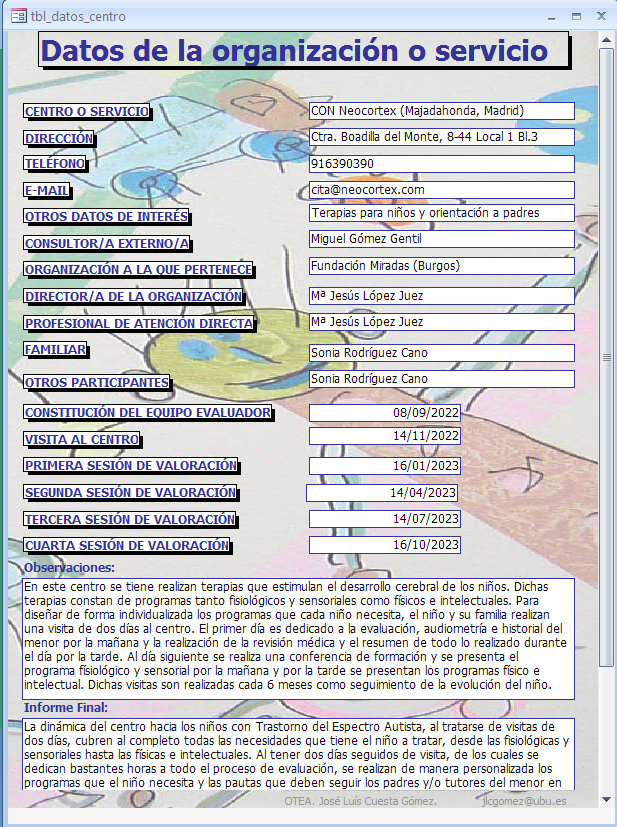 tbl_datos_centro
Datos de la organización o servicio
CENTRO O SERVICIO CON Neocortex (Majadahonda, Madrid)
DIRECCIÓN Ctra. Boadilla del Monte, 8-44 Local 1 Bl.3
TELÉFONO 916390390
E-MAIL cita@neocortex.com
OTROS DATOS DE INTERÉS Terapias para niños y orientación a padres
CONSULTOR/A EXTERNO/A Miguel Gómez Gentil
ORGANIZACIÓN A LA QUE PERTENECE Fundación Miradas (Burgos)
DIRECTOR/A DE LA ORGANIZACIÓN Mª Jesús López Juez
PROFESIONAL DE ATENCIÓN DIRECTA Mª Jesús López Juez
FAMILIAR Sonia Rodríguez Cano
OTROS PARTICIPANTES Sonia Rodríguez Cano
CONSTITUCIÓN DEL EQUIPO EVALUADOR 08/09/2022
VISITA AL CENTRO 14/11/2022
PRIMERA SESIÓN DE VALORACIÓN 16/01/2023
SEGUNDA SESIÓN DE VALORACIÓN 14/04/2023
TERCERA SESIÓN DE VALORACIÓN 14/07/2023
CUARTA SESIÓN DE VALORACIÓN 16/10/2023
Observaciones:
En este centro se tiene realizan terapias que estimulan el desarrollo cerebral de los niños. Dichas
terapias constan de programas tanto fisiológicos y sensoriales como físicos e intelectuales. Para
diseñar de forma individualizada los programas que cada niño necesita, el niño y su familia realizan
una visita de dos días al centro. El primer día es dedicado a la evaluación, audiometría e historial del
menor por la mañana y la realización de la revisión médica y el resumen de todo lo realizado durante
el día por la tarde. Al día siguiente se realiza una conferencia de formación y se presenta el
programa físiológico y sensorial por la mañana y por la tarde se presentan los programas físico e
intelectual. Dichas visitas son realizadas cada 6 meses como seguimiento de la evolución del niño.
Informe Final:
La dinámica del centro hacia los niños con Trastorno del Espectro Autista, al tratarse de visitas de
dos días, cubren al completo todas las necesidades que tiene el niño a tratar, desde las fisiológicas y
sensoriales hasta las físicas e intelectuales. Al tener dos días seguidos de visita, de los cuales se
dedican bastantes horas a todo el proceso de evaluación, se realizan de manera personalizada los
programas que el niño necesita y las pautas que deben seguir los padres y/o tutores del menor en
OTEA. José Luís Cuesta Gómez. jlcgomez@ubu.es